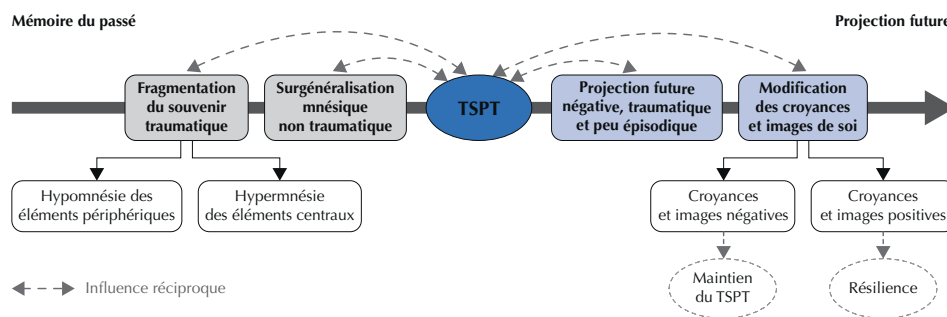 Mémoire du passé
Projection future
Fragmentation
du souvenir
traumatique
Surgénéralisation
mnésique
non traumatique
TSPT
Projection future
négative, traumatique
et peu épisodique
Modification
des croyances
et images de soi
Hypomnésie des
éléments périphériques
Hypermnésie
des éléments centraux
Croyances
et images négatives
Croyances
et images positives
Maintien
du TSPT
Résilience
Influence réciproque